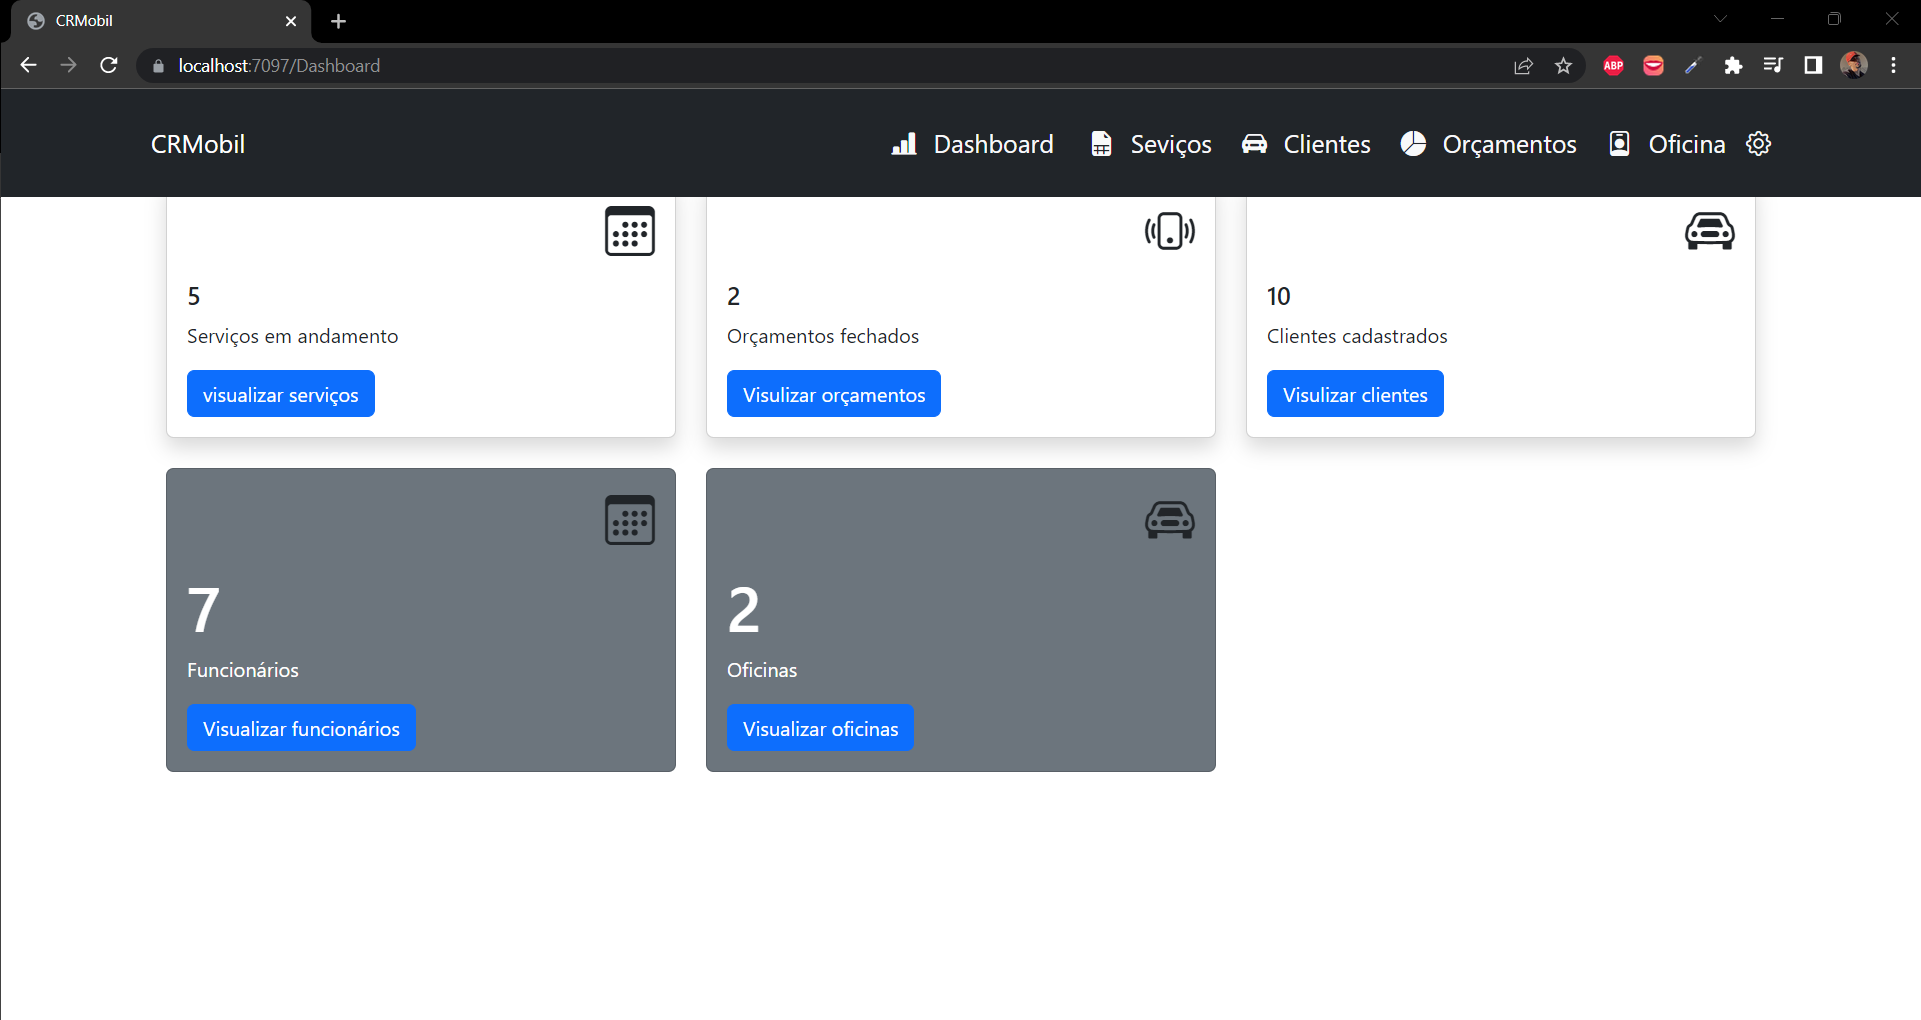 CRMobil
localhost:7097/Dashboard
ABP
CRMobil
Dashboard
Seviços
Clientes
Orçamentos
Oficina
5
Serviços em andamento
visualizar serviços
2
Orçamentos fechados
Visulizar orçamentos
10
Clientes cadastrados
Visulizar clientes
7
Funcionários
Visualizar funcionários
2
Oficinas
Visualizar oficinas